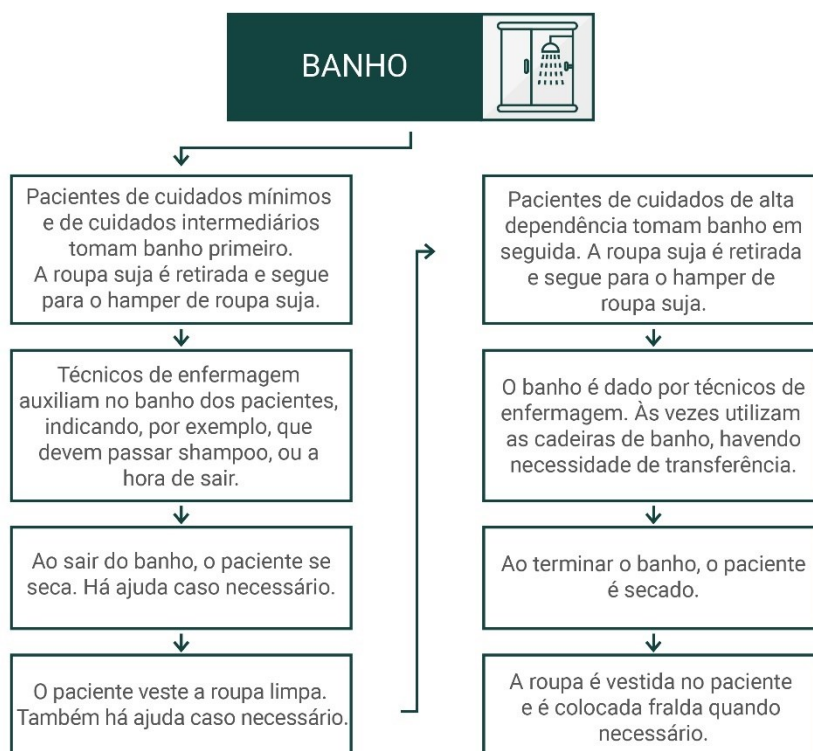 BANHO
Pacientes de cuidados mínimos
e de cuidados intermediários
tomam banho primeiro.
A roupa suja é retirada e segue
para o hamper de roupa suja.
Técnicos de enfermagem
auxiliam no banho dos pacientes,
indicando, por exemplo, que
devem passar shampoo, ou a
hora de sair.
Ao sair do banho, o paciente se
seca. Há ajuda caso necessário.
O paciente veste a roupa limpa.
Também há ajuda caso necessário.
Pacientes de cuidados de alta
dependência tomam banho em
seguida. A roupa suja é retirada
e segue para o hamper de
roupa suja.
O banho é dado por técnicos de
enfermagem. Às vezes utilizam
as cadeiras de banho, havendo
necessidade de transferência.
Ao terminar o banho, o paciente
é secado.
A roupa é vestida no paciente
e é colocada fralda quando
necessário.